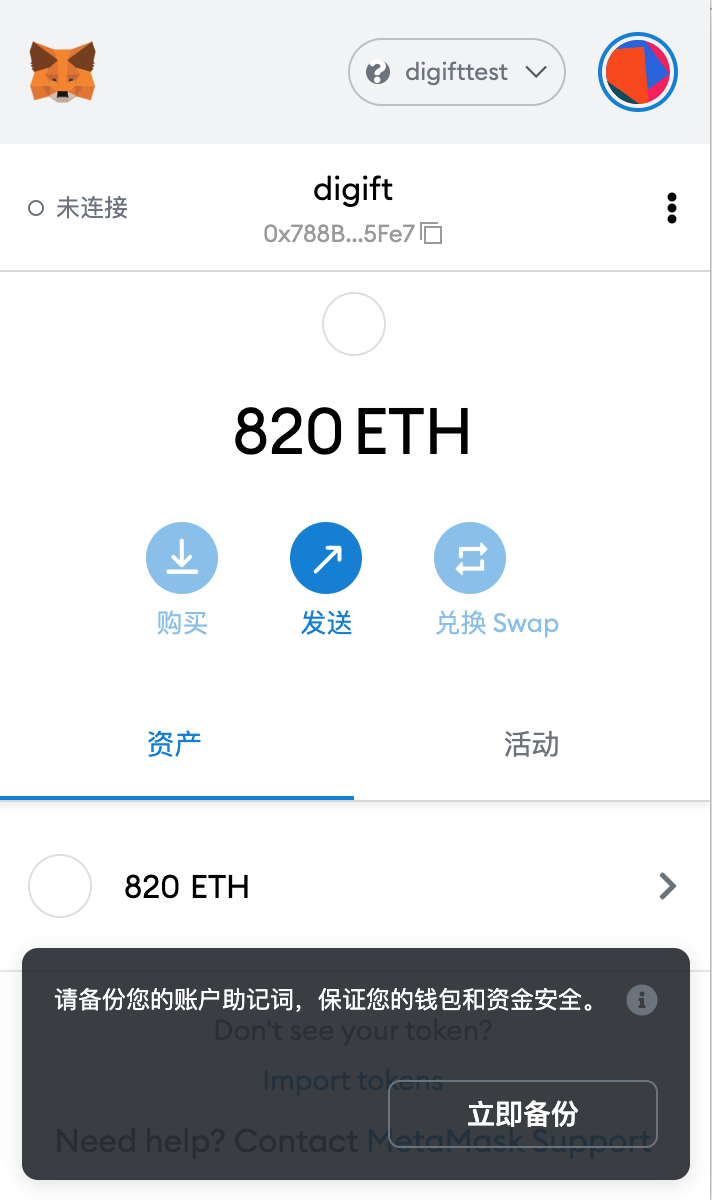 digifttest
未连接
digift
0x788B...5Fe7
820 ETH
购买
发送
兑换 Swap
资产
活动
820 ETH
请备份您的账户助记词，保证您的钱包和资金安全。
Don't see your token?
Import tokens
立即备份
Need help? Contact MetaMask Support